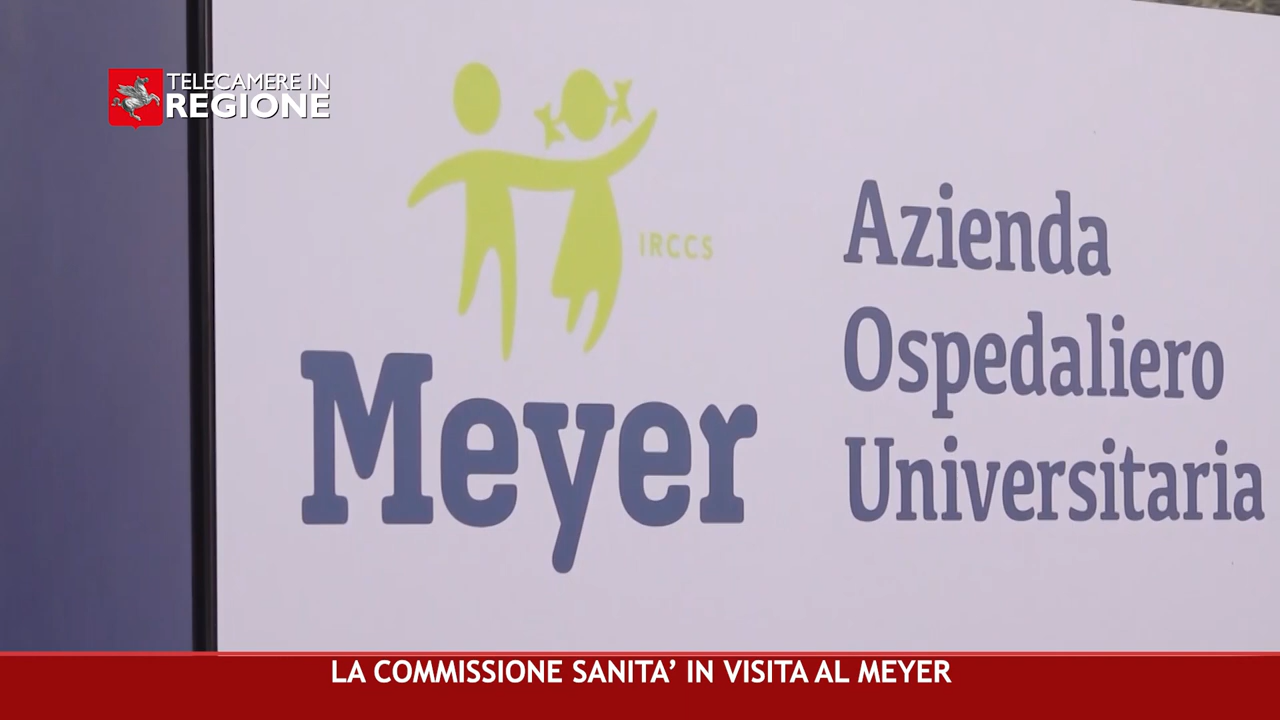 TELECAMERE IN
REGIONE
IRCCS
Meyer
Azienda
Ospedaliero
Universitaria
LA COMMISSIONE SANITA’ IN VISITA AL MEYER